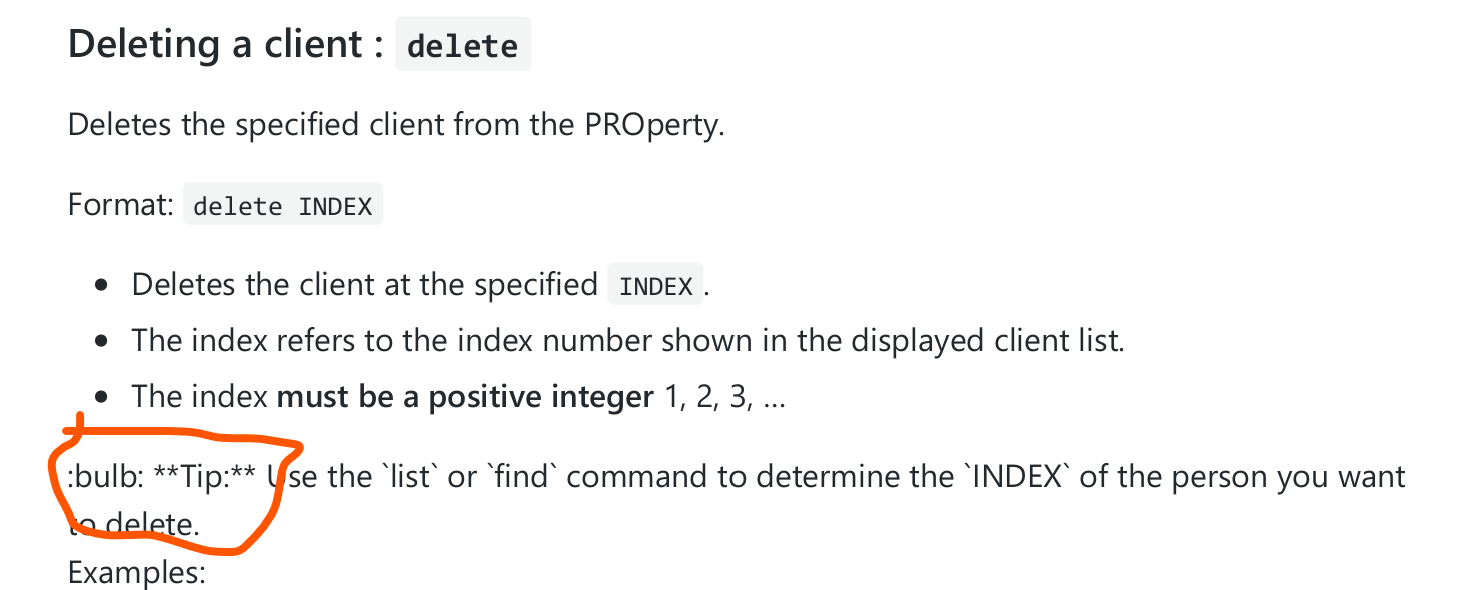 Deleting a client : delete
Deletes the specified client from the PROperty.
Format: delete INDEX
• Deletes the client at the specified INDEX.
• The index refers to the index number shown in the displayed client list.
• The index must be a positive integer 1, 2, 3, …
:bulb: **Tip:** Use the `list` or `find` command to determine the `INDEX` of the person you want
to delete.
Examples: